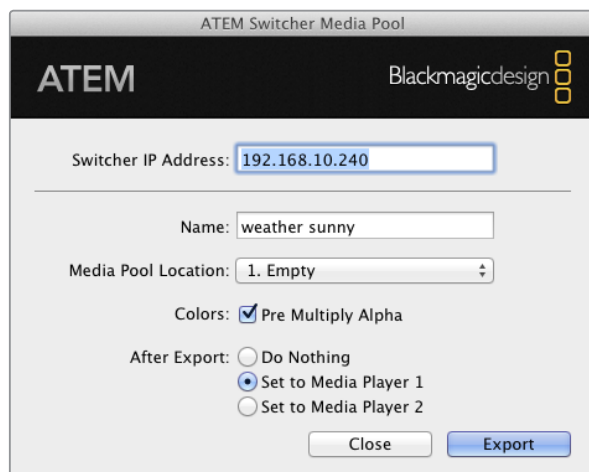 ATEM Switcher Media Pool
ATEM Blackmagicdesign
Switcher IP Address: 192.168.10.240
Name: weather sunny
Media Pool Location: 1. Empty
Colors: Pre Multiply Alpha
After Export: Do Nothing
Set to Media Player 1
Set to Media Player 2
Close Export